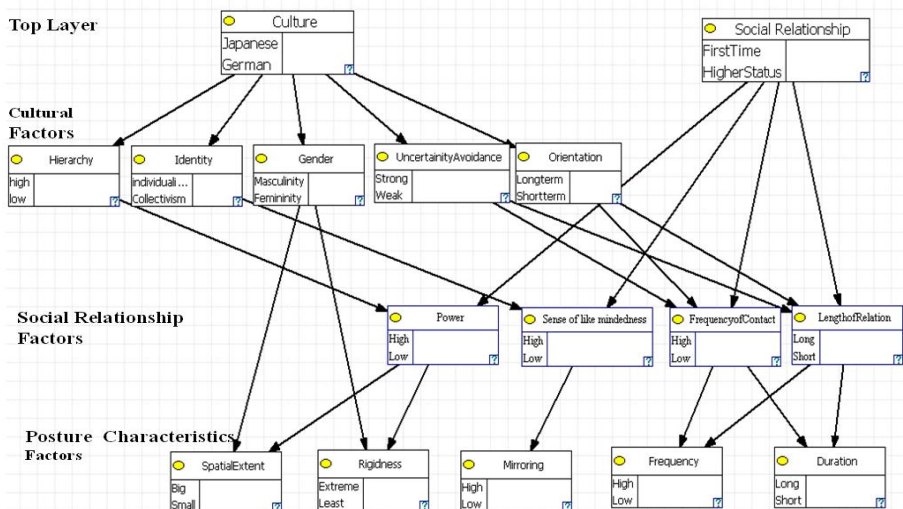 Top Layer
Culture
Japanese
German
?
Social Relationship
FirstTime
HigherStatus
?
Cultural
Factors
Hierarchy
high
low
?
Identity
individuali ...
Collectivism
?
Gender
Masculinity
Femininity
?
UncertainityAvoidance
Strong
Weak
?
Orientation
Longterm
Shortterm
?
Social Relationship
Factors
Power
High
Low
?
Sense of like mindedness
High
Low
?
FrequencyofContact
High
Low
?
LengthofRelation
Long
Short
?
Posture Characteristics
Factors
SpatialExtent
Big
Small
?
Rigidness
Extreme
Least
?
Mirroring
High
Low
?
Frequency
High
Low
?
Duration
Long
Short
?